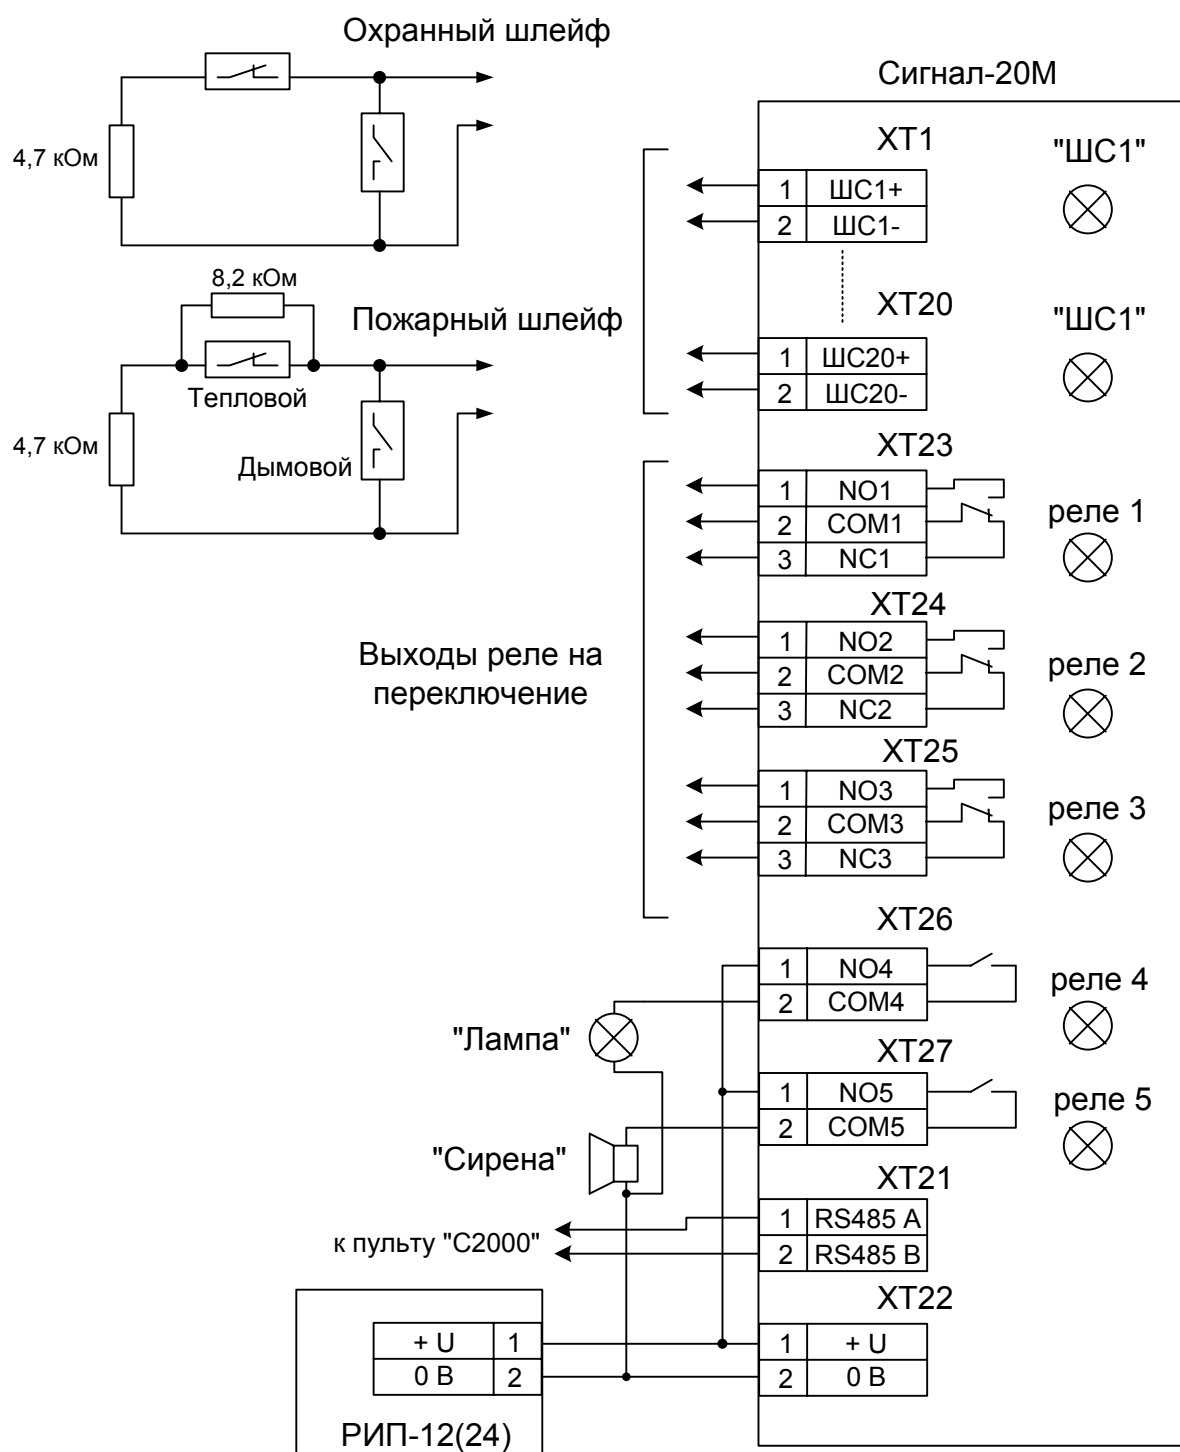 Охранный шлейф
4,7 кОм
8,2 кОм
Пожарный шлейф
Тепловой
4,7 кОм
Дымовой
Сигнал-20М
XT1
"ШС1"
1 ШС1+
2 ШС1-
XT20
"ШС1"
1 ШС20+
2 ШС20-
XT23
1 NO1
2 COM1
3 NC1
реле 1
XT24
Выходы реле на
переключение
1 NO2
2 COM2
3 NC2
реле 2
XT25
1 NO3
2 COM3
3 NC3
реле 3
XT26
1 NO4
2 COM4
реле 4
"Лампа"
XT27
1 NO5
2 COM5
реле 5
"Сирена"
XT21
1 RS485 A
2 RS485 B
к пульту "С2000"
XT22
+ U 1
0 В 2
1 + U
2 0 В
РИП-12(24)